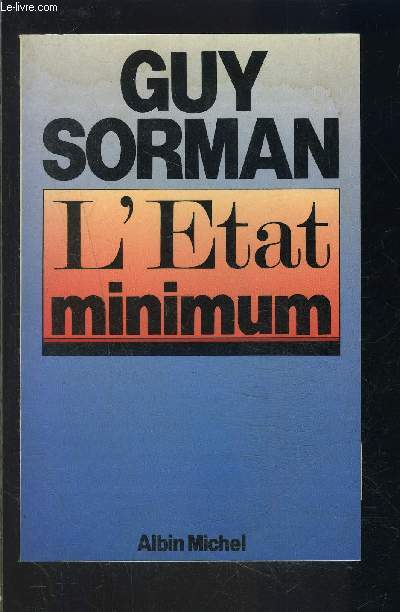 Le-Livre.com
GUY
SORMAN
L'Etat
minimum
Albin Michel